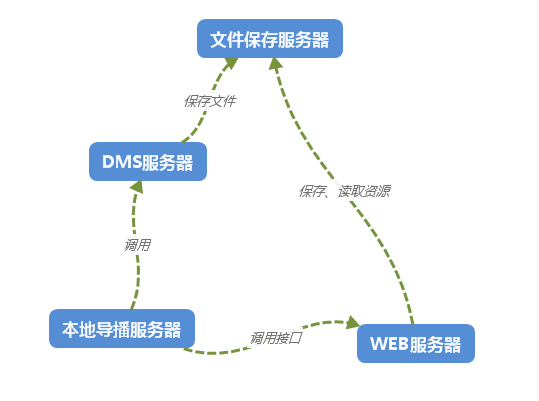 文件保存服务器
保存文件
DMS服务器
保存、读取资源
调用
本地导播服务器
调用接口
WEB服务器